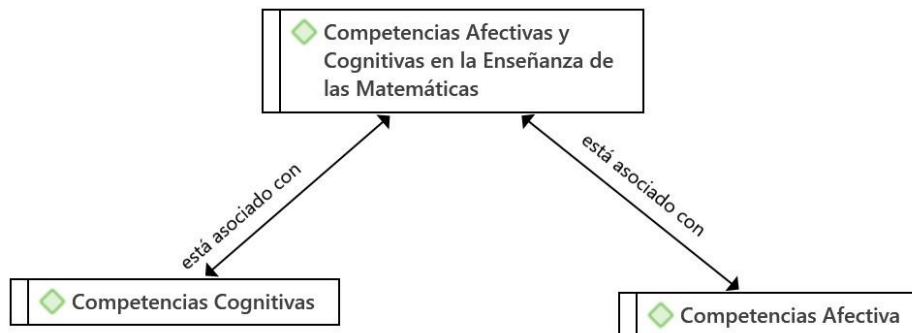 Competencias Afectivas y
Cognitivas en la Enseñanza de
las Matemáticas
está asociado con
está asociado con
Competencias Cognitivas
Competencias Afectiva